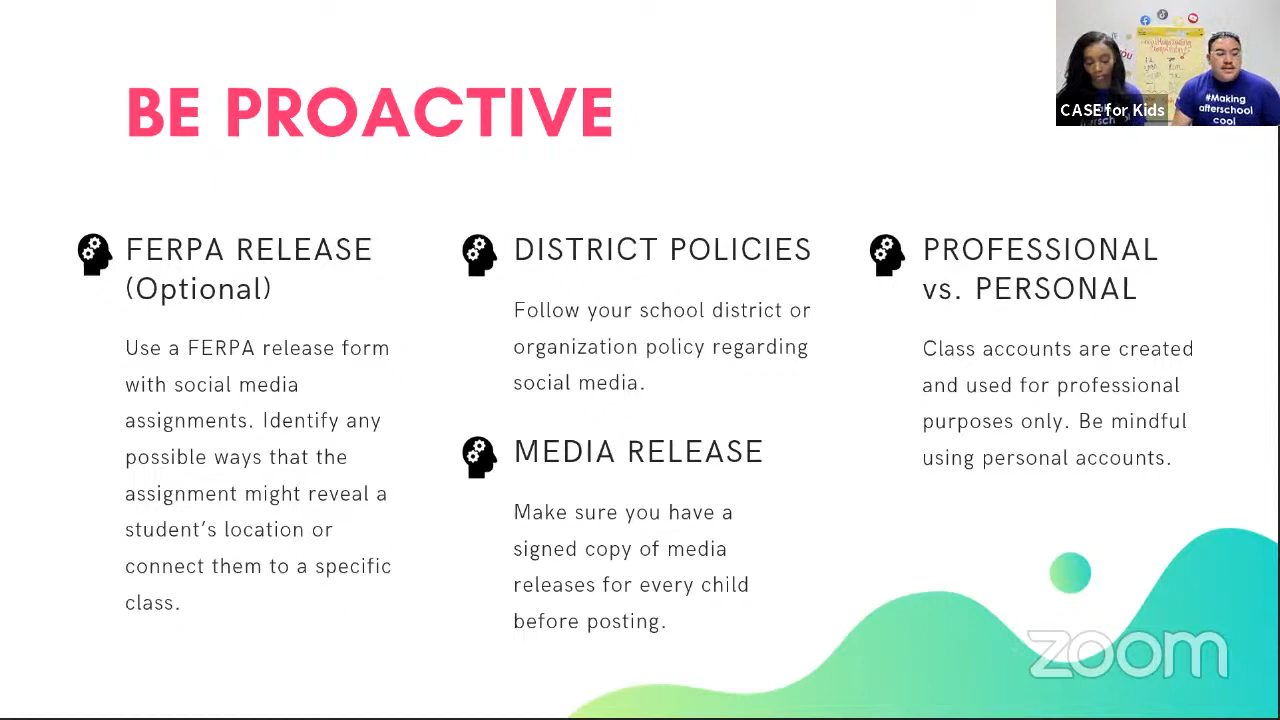 BE PROACTIVE
FERPA RELEASE
(Optional)
Use a FERPA release form
with social media
assignments. Identify any
possible ways that the
assignment might reveal a
student's location or
connect them to a specific
class.
DISTRICT POLICIES
Follow your school district or
organization policy regarding
social media.
MEDIA RELEASE
Make sure you have a
signed copy of media
releases for every child
before posting.
PROFESSIONAL
vs. PERSONAL
Class accounts are created
and used for professional
purposes only. Be mindful
using personal accounts.
CASE for Kids
#Making
afterschool
cool
zoom